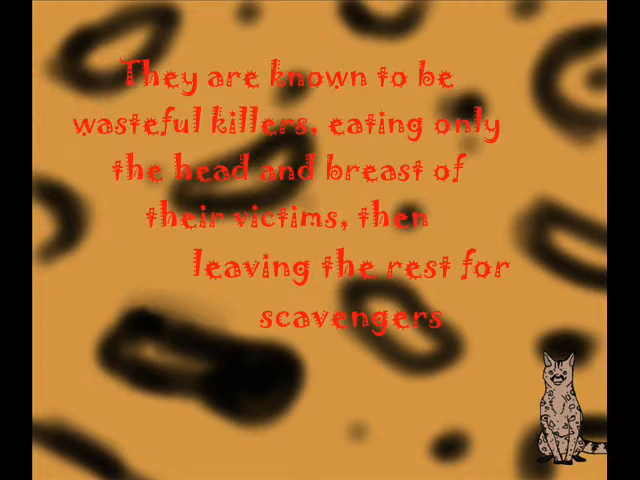 They are known to be
wasteful killers, eating only
the head and breast of
their victims, then
leaving the rest for
scavengers